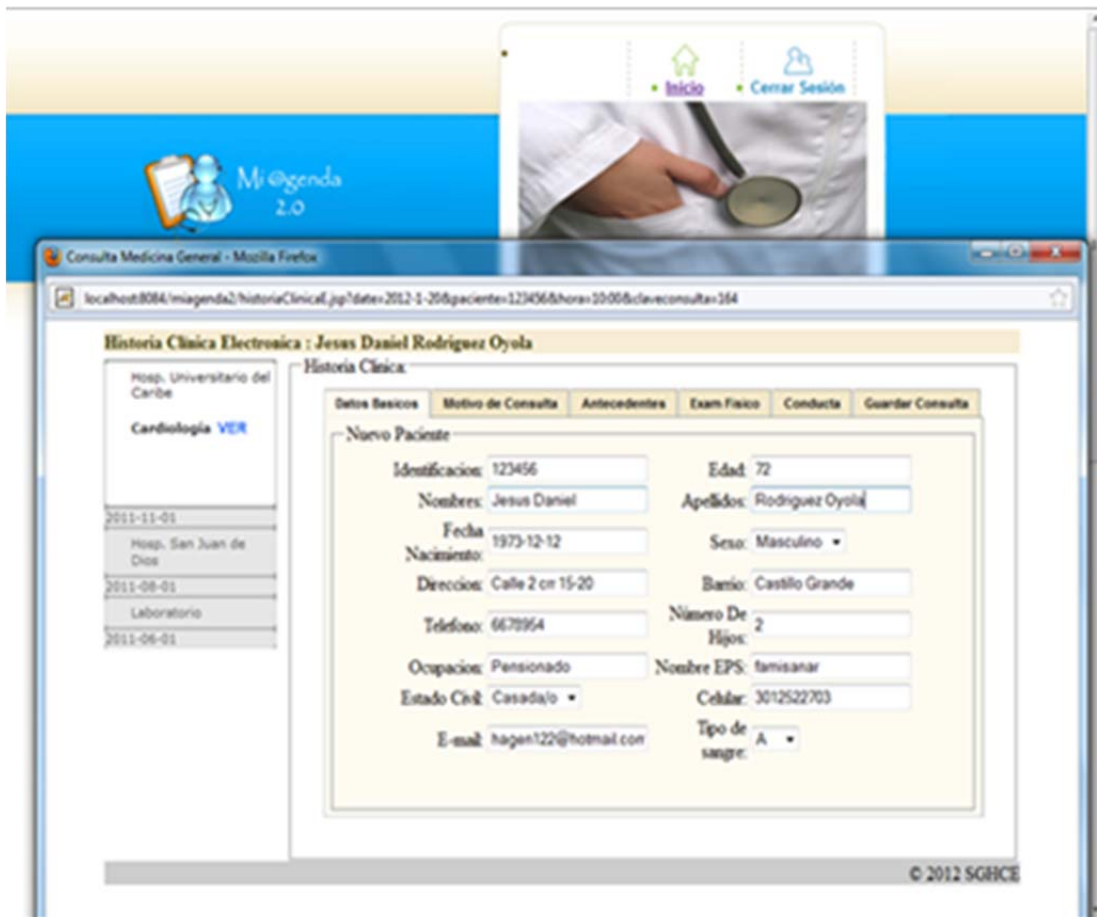 Inicio
Cerrar Sesión
Mi @genda
2.0
Consulta Medicina General - Mozilla Firefox
localhost:8084/miagenda2/historiaClinicaE.jsp?date=2012-1-20&paciente=123456&hora=10:00&claveconsulta=164
Historia Clinica Electronica : Jesus Daniel Rodriguez Oyola
Hosp. Universitario del
Caribe
Cardiología VER
2011-11-01
Hosp. San Juan de
Dios
2011-08-01
Laboratorio
2011-06-01
Historia Clinica:
Datos Basicos Motivo de Consulta Antecedentes Exam Fisico Conducta Guardar Consulta
Nuevo Paciente
Identificacion: 123456 Edad: 72
Nombres: Jesus Daniel Apellidos: Rodriguez Oyola
Fecha
Nacimiento: 1973-12-12 Sexo: Masculino
Direccion: Calle 2 crr 15-20 Barrio: Castillo Grande
Telefono: 6678954 Número De
Hijos: 2
Ocupacion: Pensionado Nombre EPS: famisanar
Estado Civil: Casada/o Celular: 3012522703
E-mail: hagen122@hotmail.com Tipo de
sangre: A
© 2012 SGHCE